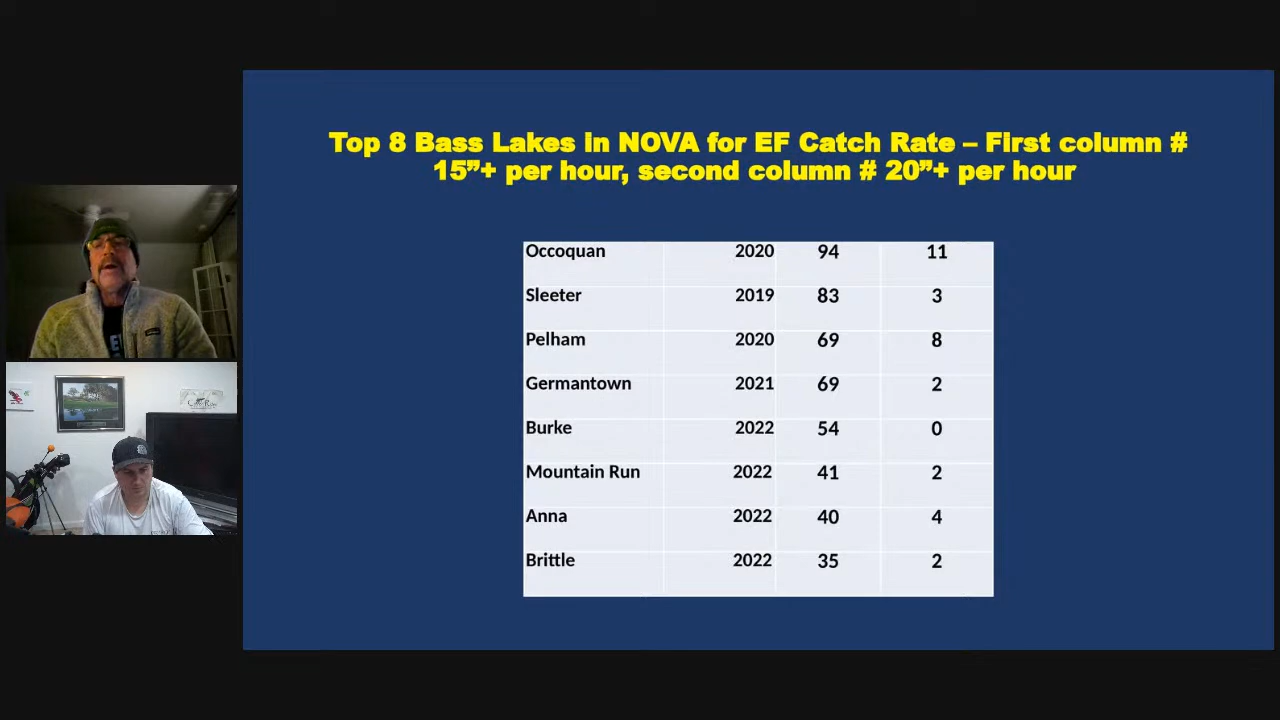 Top 8 Bass Lakes in NOVA for EF Catch Rate – First column #
15”+ per hour, second column # 20”+ per hour
Occoquan 2020 94 11
Sleeter 2019 83 3
Pelham 2020 69 8
Germantown 2021 69 2
Burke 2022 54 0
Mountain Run 2022 41 2
Anna 2022 40 4
Brittle 2022 35 2